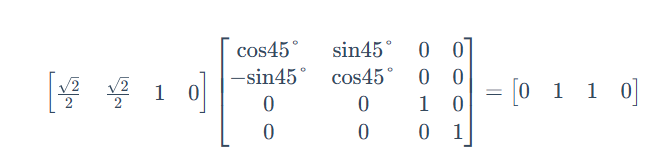 [√2/2 √2/2 1 0] [cos45° sin45° 0 0
−sin45° cos45° 0 0
0 0 1 0
0 0 0 1] = [0 1 1 0]